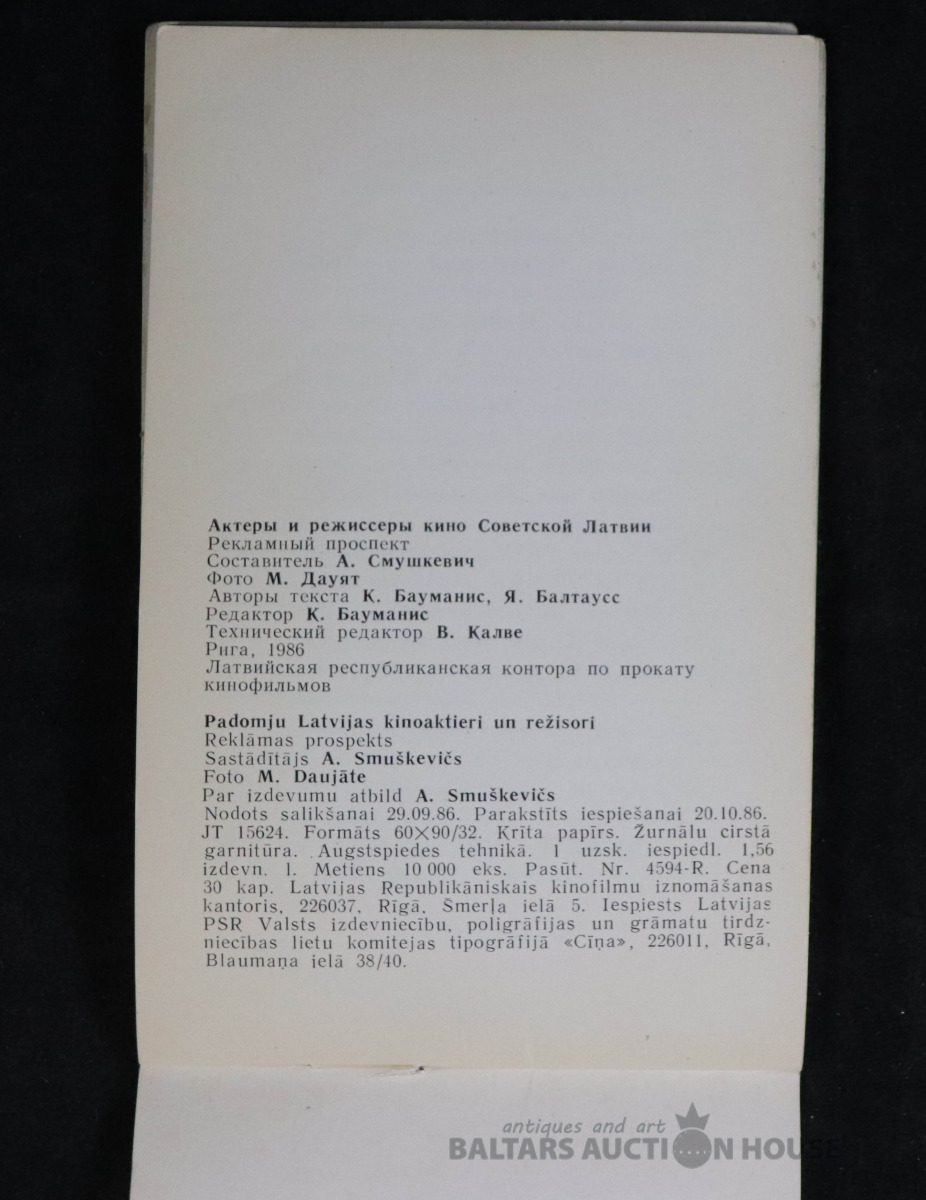 Актеры и режиссеры кино Советской Латвии
Рекламный проспект
Составитель А. Смушкевич
Фото М. Дауят
Авторы текста К. Бауманис, Я. Балтаусс
Редактор К. Бауманис
Технический редактор В. Калве
Рига, 1986
Латвийская республиканская контора по прокату
кинофильмов
Padomju Latvijas kinoaktieri un režisori
Reklāmas prospekts
Sastādītājs A. Smuškevičs
Foto M. Daujāte
Par izdevumu atbild A. Smuškevičs
Nodots salikšanai 29.09.86. Parakstīts iespiešanai 20.10.86.
JT 15624. Formāts 60×90/32. Krīta papīrs. Žurnālu cirstā
garnitūra. Augstspiedes tehnikā. 1 uzsk. iespiedl. 1,56
izdevn. l. Metiens 10 000 eks. Pasūt. Nr. 4594-R. Cena
30 kap. Latvijas Republikāniskais kinofilmu iznomāšanas
kantoris, 226037, Rīgā, Šmerļa ielā 5. Iespiests Latvijas
PSR Valsts izdevniecību, poligrāfijas un grāmatu tirdz-
niecības lietu komitejas tipogrāfijā «Cīņa», 226011, Rīgā,
Blaumaņa ielā 38/40.
antiques and art
BALTARS AUCTION HOUSE